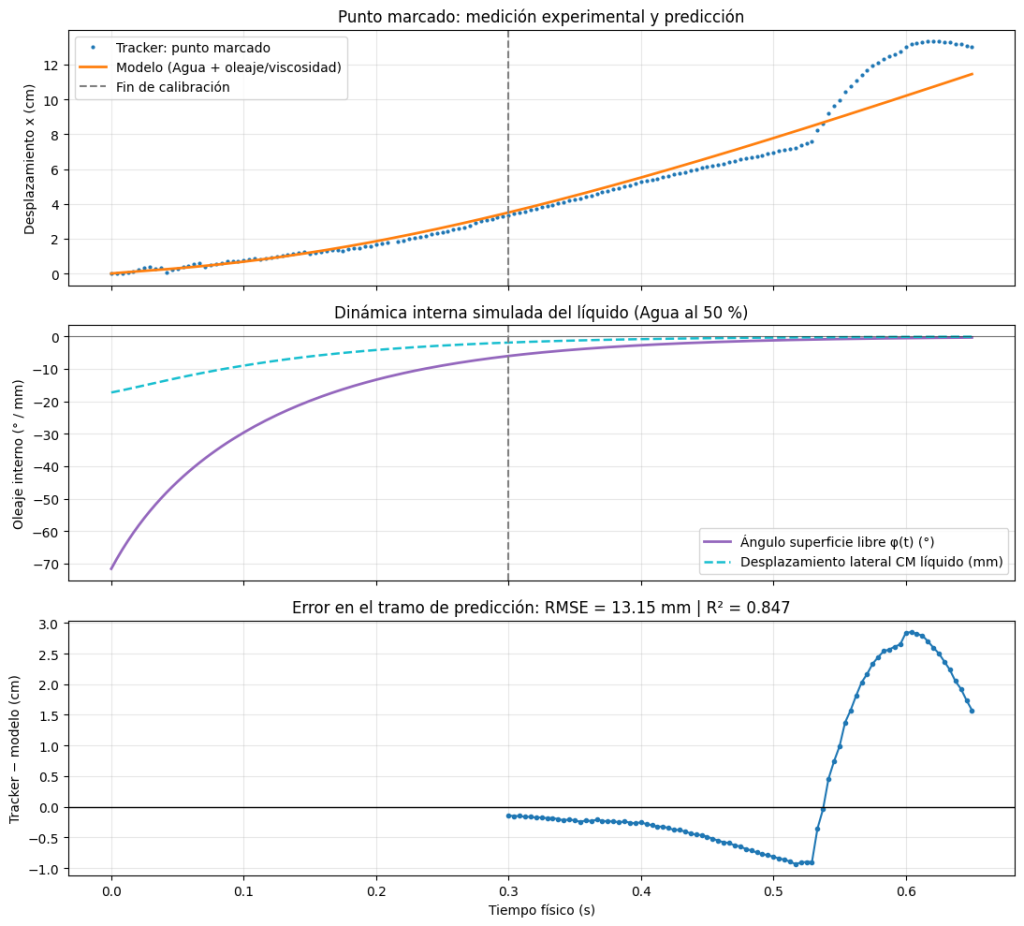 Punto marcado: medición experimental y predicción
Tracker: punto marcado
Modelo (Agua + oleaje/viscosidad)
Fin de calibración
Desplazamiento x (cm)
12
10
8
6
4
2
0
Dinámica interna simulada del líquido (Agua al 50 %)
Oleaje interno (° / mm)
0
−10
−20
−30
−40
−50
−60
−70
Ángulo superficie libre φ(t) (°)
Desplazamiento lateral CM líquido (mm)
Error en el tramo de predicción: RMSE = 13.15 mm | R² = 0.847
Tracker − modelo (cm)
3.0
2.5
2.0
1.5
1.0
0.5
0.0
−0.5
−1.0
0.0 0.1 0.2 0.3 0.4 0.5 0.6
Tiempo físico (s)